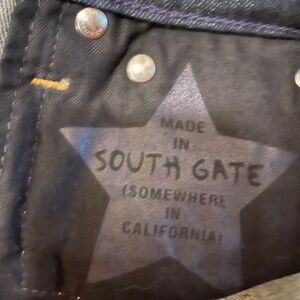 MADE
IN
SOUTH GATE
(SOMEWHERE
IN
CALIFORNIA)